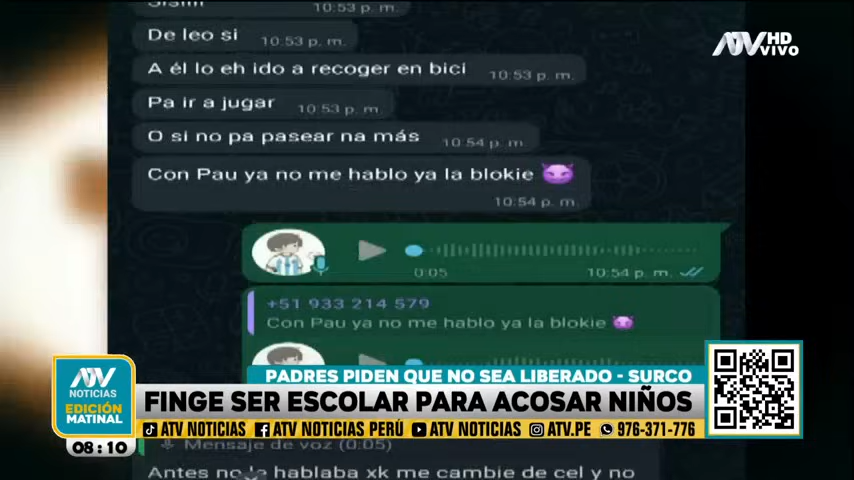 Sisiii
10:53 p. m.
De leo si
10:53 p. m.
A él lo eh ido a recoger en bici
10:53 p. m.
Pa ir a jugar
10:53 p. m.
O si no pa pasear na más
10:54 p. m.
Con Pau ya no me hablo ya la blokie 😈
10:54 p. m.
0:05
10:54 p. m.
+51 933 214 579
Con Pau ya no me hablo ya la blokie 😈
ATV HD
VIVO
PADRES PIDEN QUE NO SEA LIBERADO - SURCO
FINGE SER ESCOLAR PARA ACOSAR NIÑOS
ATV NOTICIAS ATV NOTICIAS PERÚ ATV NOTICIAS ATV.PE 976-371-776
ATV
NOTICIAS
EDICIÓN
MATINAL
08:10
Mensaje de voz (0:05)
Antes no le hablaba xk me cambie de cel y no